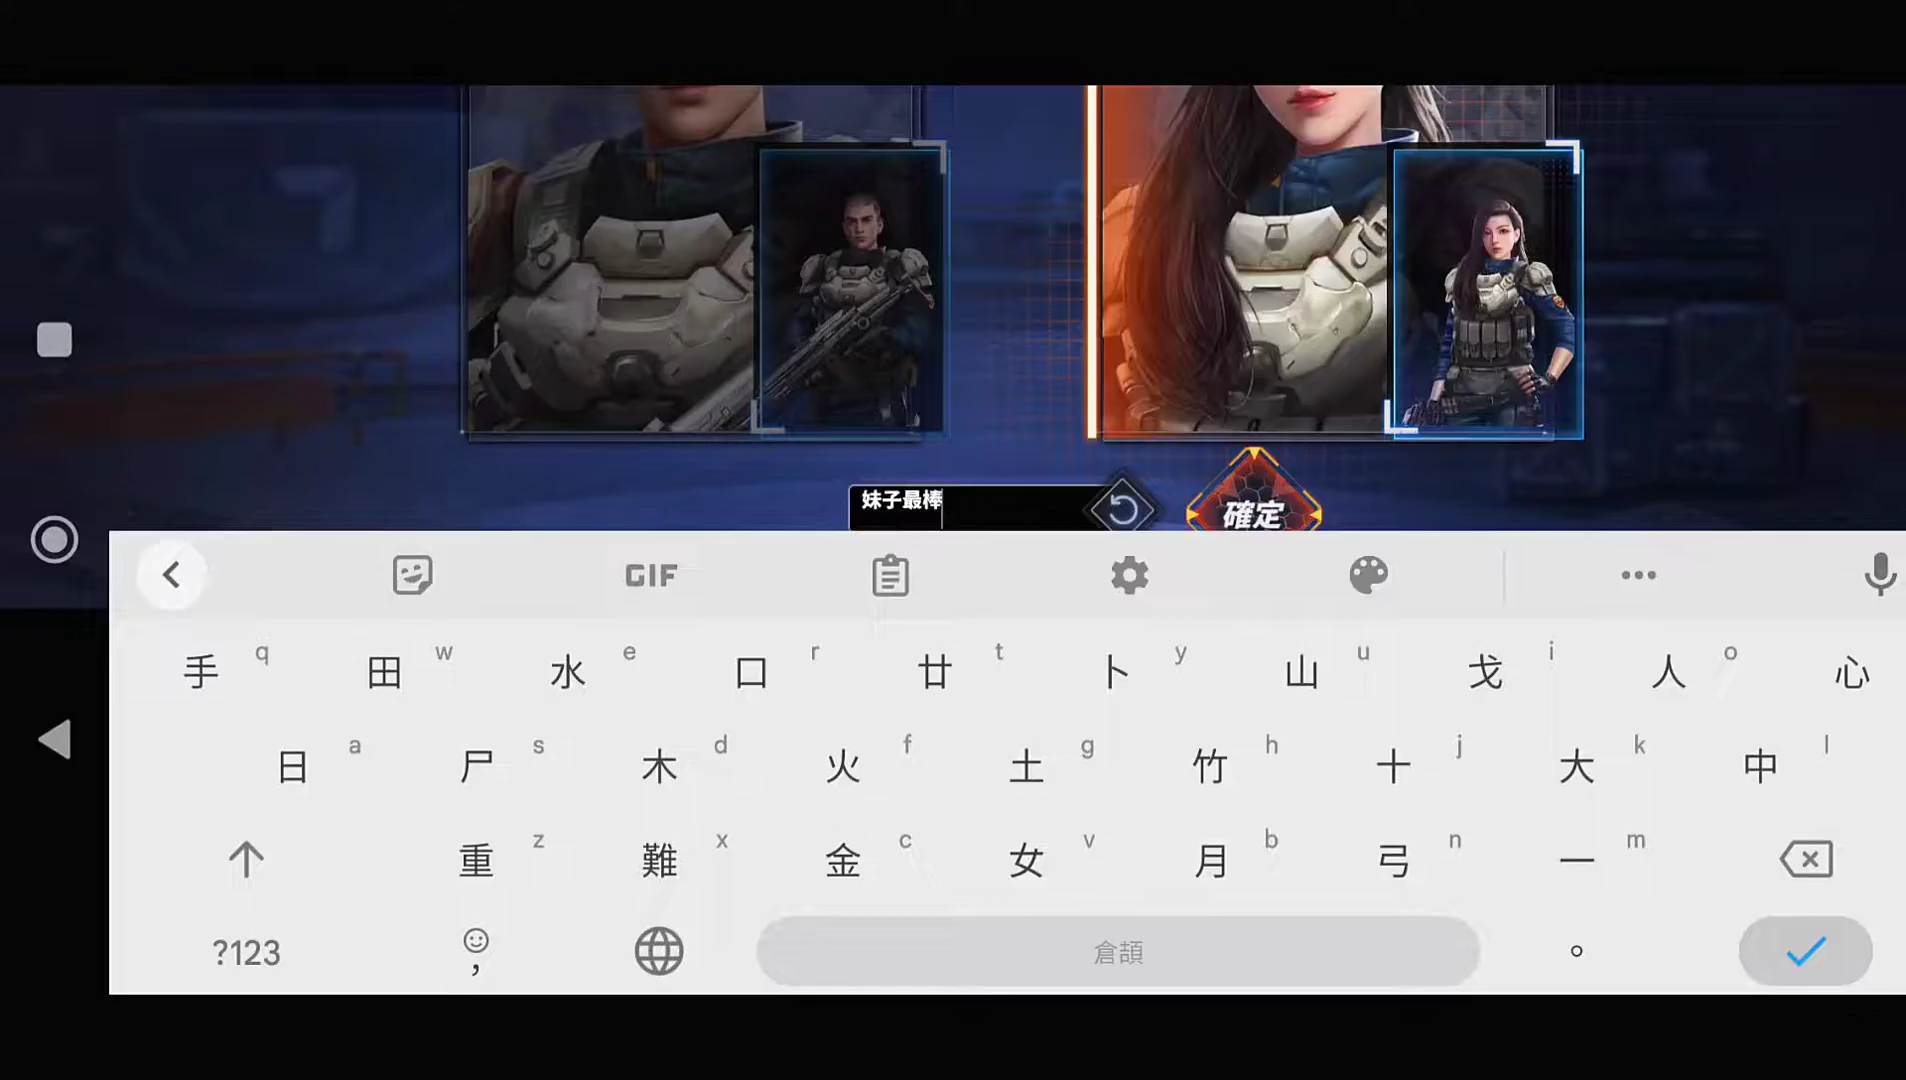 妹子最棒
確定
GIF
手 q 田 w 水 e 口 r 廿 t 卜 y 山 u 戈 i 人 o 心
日 a 尸 s 木 d 火 f 土 g 竹 h 十 j 大 k 中 l
重 z 難 x 金 c 女 v 月 b 弓 n 一 m
?123 , 倉頡 。